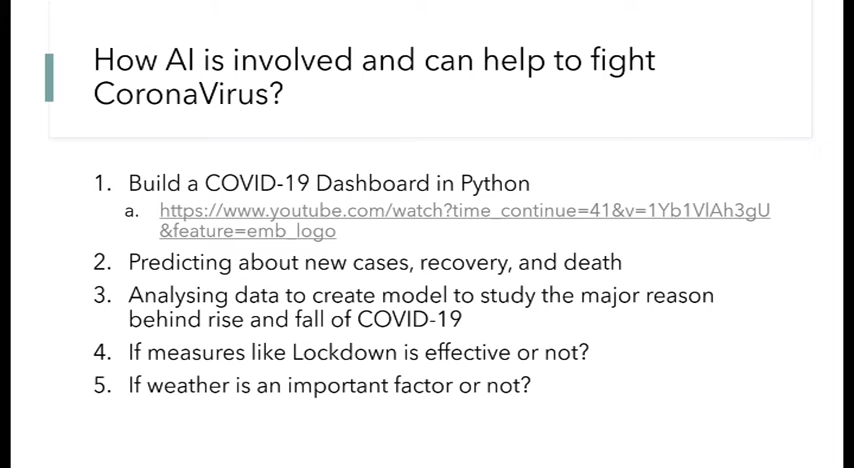 How AI is involved and can help to fight
CoronaVirus?
1. Build a COVID-19 Dashboard in Python
a. https://www.youtube.com/watch?time_continue=41&v=1Yb1VlAh3gU
&feature=emb_logo
2. Predicting about new cases, recovery, and death
3. Analysing data to create model to study the major reason
behind rise and fall of COVID-19
4. If measures like Lockdown is effective or not?
5. If weather is an important factor or not?